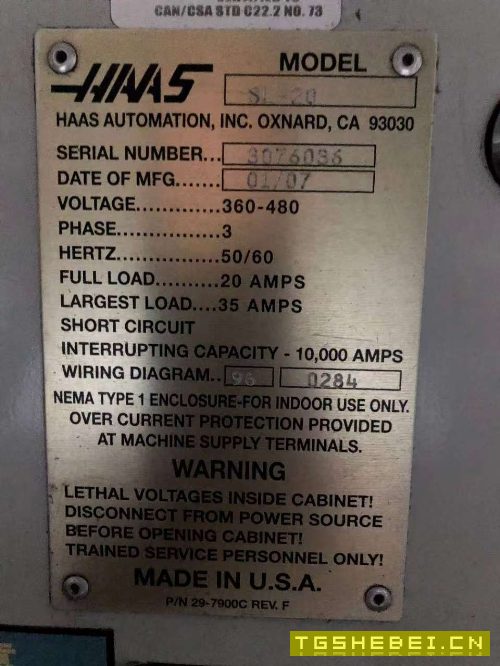 CAN/CSA STD C22.2 NO. 73
HAAS
MODEL
SL-20
HAAS AUTOMATION, INC. OXNARD, CA 93030
SERIAL NUMBER... 3076036
DATE OF MFG....... 01/07
VOLTAGE.............360-480
PHASE................3
HERTZ................50/60
FULL LOAD..........20 AMPS
LARGEST LOAD....35 AMPS
SHORT CIRCUIT
INTERRUPTING CAPACITY - 10,000 AMPS
WIRING DIAGRAM.. 96 0284
NEMA TYPE 1 ENCLOSURE-FOR INDOOR USE ONLY.
OVER CURRENT PROTECTION PROVIDED
AT MACHINE SUPPLY TERMINALS.
WARNING
LETHAL VOLTAGES INSIDE CABINET!
DISCONNECT FROM POWER SOURCE
BEFORE OPENING CABINET!
TRAINED SERVICE PERSONNEL ONLY!
MADE IN U.S.A.
P/N 29-7900C REV. F
TGSHEBEI.CN